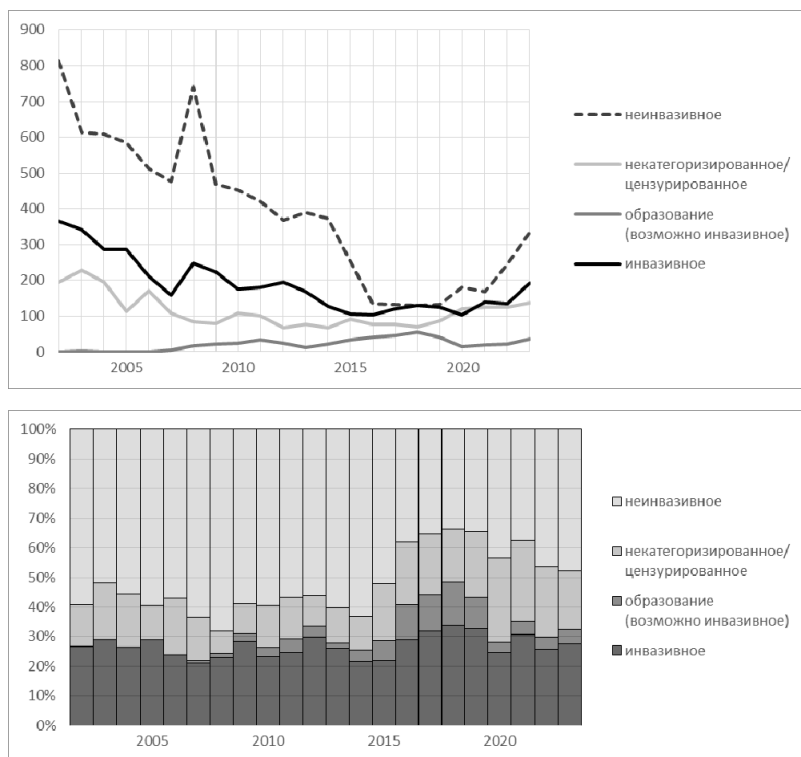 900
800
700
600
500
400
300
200
100
0
2005
2010
2015
2020
неинвазивное
некатегоризированное/
цензурированное
образование
(возможно инвазивное)
инвазивное
100%
90%
80%
70%
60%
50%
40%
30%
20%
10%
0%
2005
2010
2015
2020
неинвазивное
некатегоризированное/
цензурированное
образование
(возможно инвазивное)
инвазивное